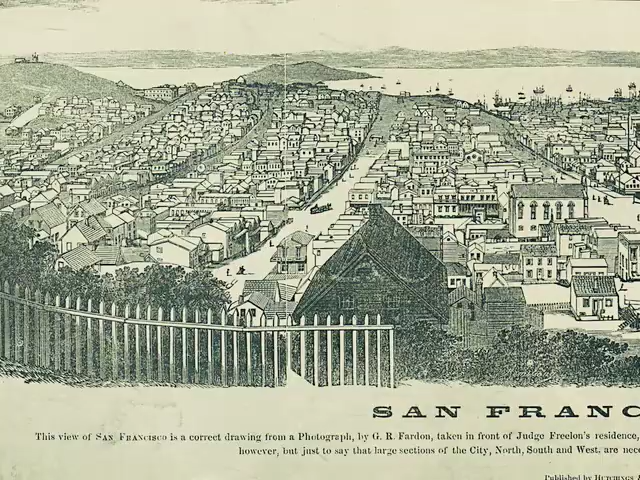 SAN FRANC
This view of SAN FRANCISCO is a correct drawing from a Photograph, by G. R. Fardon, taken in front of Judge Freelon's residence,
however, but just to say that large sections of the City, North, South and West, are nec
Published by HUTCHINGS